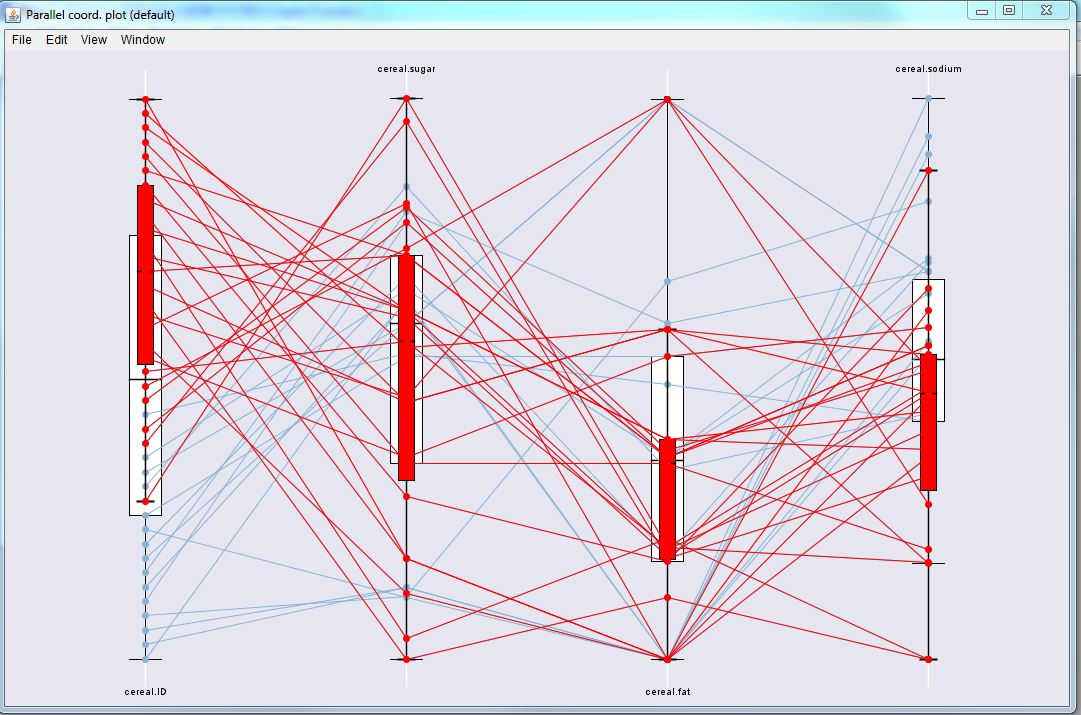 Parallel coord. plot (default)
File Edit View Window
cereal.sugar
cereal.sodium
cereal.ID
cereal.fat